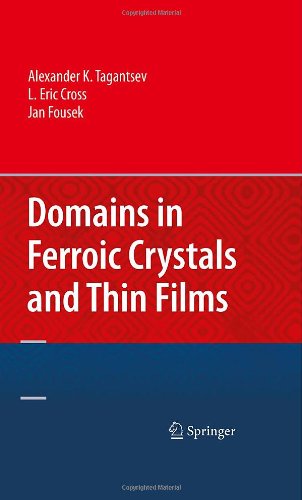 Alexander K. Tagantsev
L. Eric Cross
Jan Fousek
Domains in
Ferroic Crystals
and Thin Films
Springer